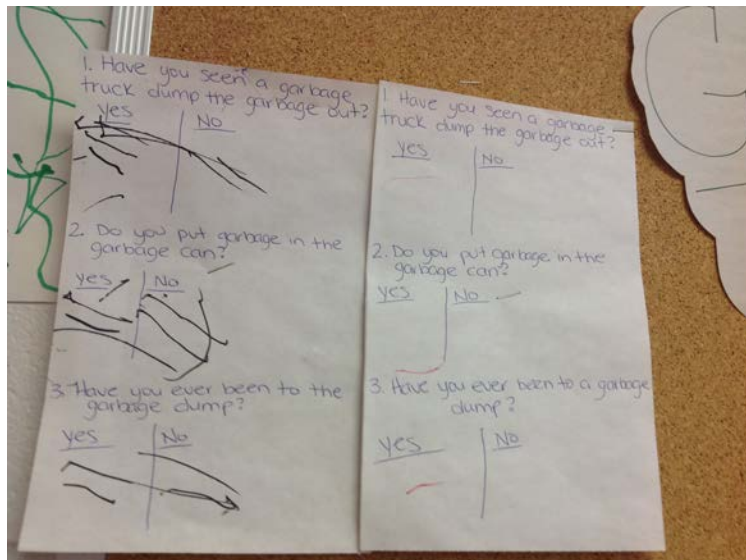 1. Have you seen a garbage
truck dump the garbage out?
Yes No
2. Do you put garbage in the
garbage can?
yes No
3. Have you ever been to the
garbage dump?
yes No
1 Have you seen a garbage
truck dump the garbage out?
yes No
2. Do you put garbage in the
garbage can?
yes No
3. Have you ever been to a garbage
dump?
yes No